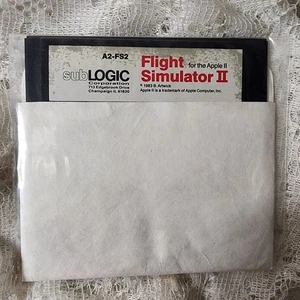 A2-FS2
subLOGIC
Corporation
713 Edgebrook Drive
Champaign IL 61820
Flight for the Apple II
Simulator II
© 1983 B. Artwick
Apple II is a trademark of Apple Computer, Inc.